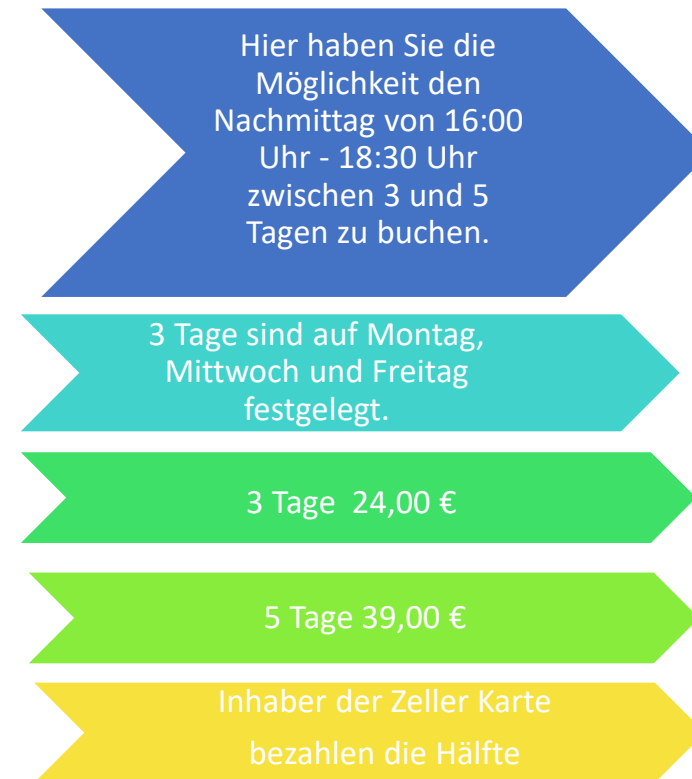 Hier haben Sie die
Möglichkeit den
Nachmittag von 16:00
Uhr - 18:30 Uhr
zwischen 3 und 5
Tagen zu buchen.
3 Tage sind auf Montag,
Mittwoch und Freitag
festgelegt.
3 Tage  24,00 €
5 Tage 39,00 €
Inhaber der Zeller Karte
bezahlen die Hälfte